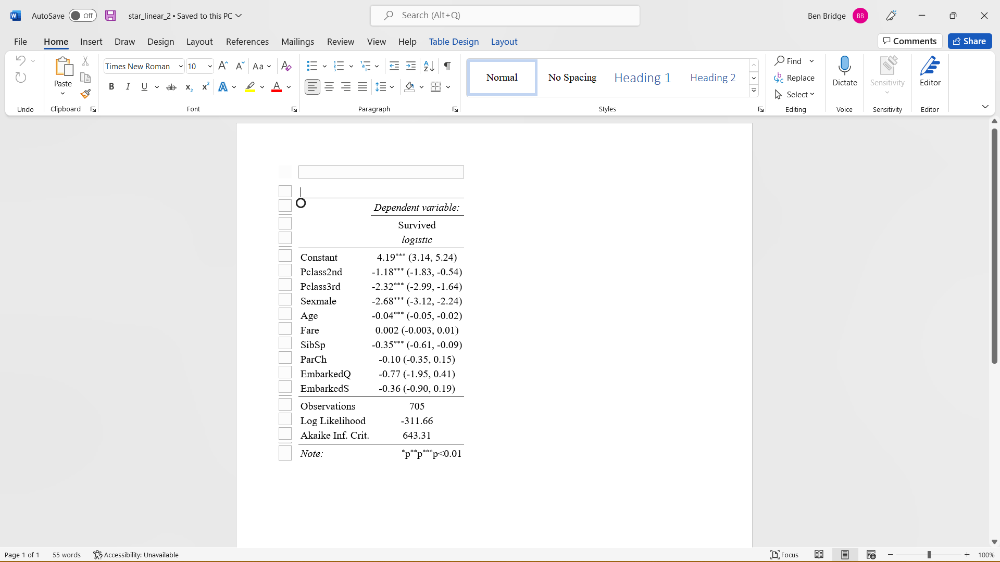 AutoSave Off star_linear_2 • Saved to this PC Search (Alt+Q) Ben Bridge BB
File Home Insert Draw Design Layout References Mailings Review View Help Table Design Layout Comments Share
Times New Roman 10 Aa
Paste
B I U ab x2 x2 A A
Normal No Spacing Heading 1 Heading 2
Find
Replace
Select
Dictate Sensitivity Editor
Undo Clipboard Font Paragraph Styles Editing Voice Sensitivity Editor
Dependent variable:
Survived
logistic
Constant 4.19*** (3.14, 5.24)
Pclass2nd -1.18*** (-1.83, -0.54)
Pclass3rd -2.32*** (-2.99, -1.64)
Sexmale -2.68*** (-3.12, -2.24)
Age -0.04*** (-0.05, -0.02)
Fare 0.002 (-0.003, 0.01)
SibSp -0.35*** (-0.61, -0.09)
ParCh -0.10 (-0.35, 0.15)
EmbarkedQ -0.77 (-1.95, 0.41)
EmbarkedS -0.36 (-0.90, 0.19)
Observations 705
Log Likelihood -311.66
Akaike Inf. Crit. 643.31
Note: *p**p***p<0.01
Page 1 of 1 55 words Accessibility: Unavailable Focus 100%